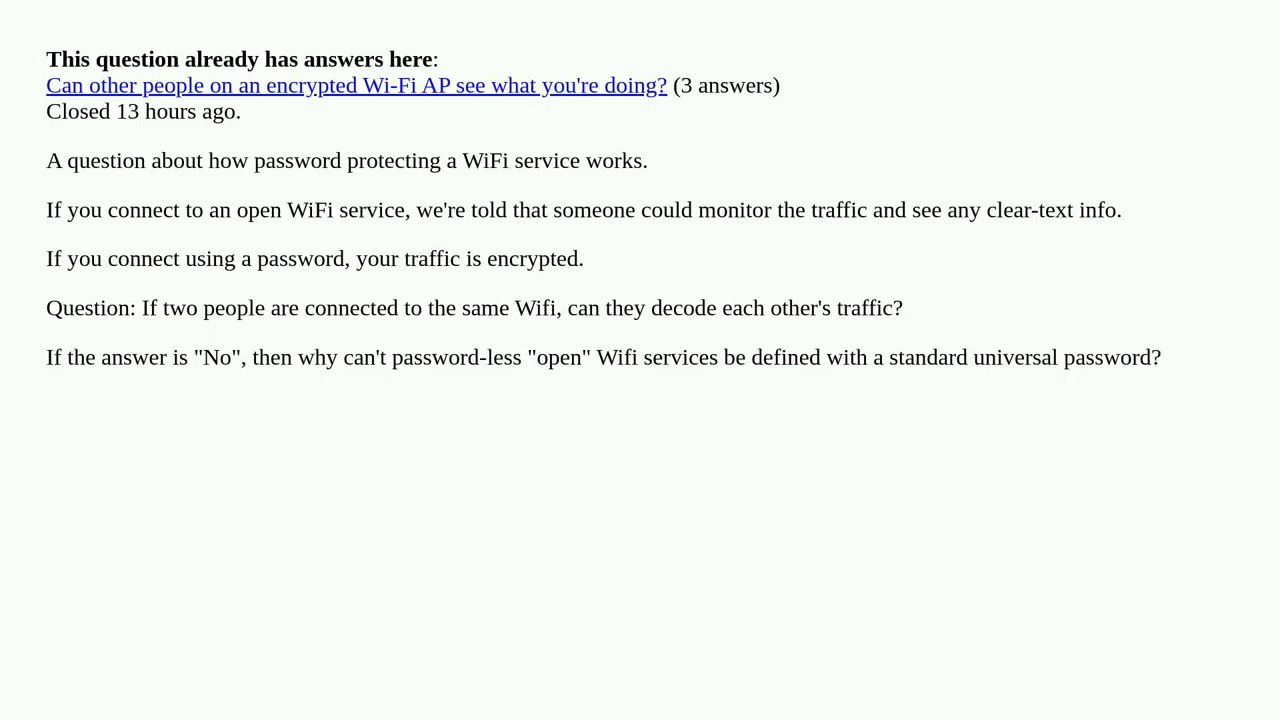 This question already has answers here:
Can other people on an encrypted Wi-Fi AP see what you're doing? (3 answers)
Closed 13 hours ago.
A question about how password protecting a WiFi service works.
If you connect to an open WiFi service, we're told that someone could monitor the traffic and see any clear-text info.
If you connect using a password, your traffic is encrypted.
Question: If two people are connected to the same Wifi, can they decode each other's traffic?
If the answer is "No", then why can't password-less "open" Wifi services be defined with a standard universal password?